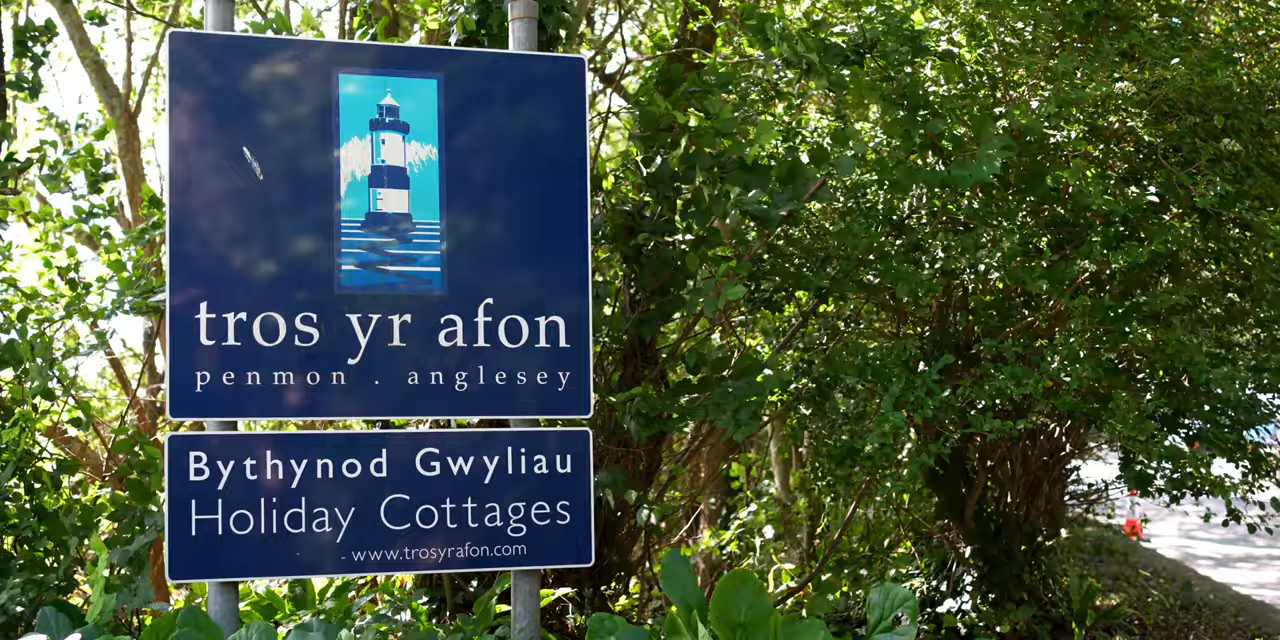 tros yr afon
penmon . anglesey
Bythynod Gwyliau
Holiday Cottages
www.trosyrafon.com